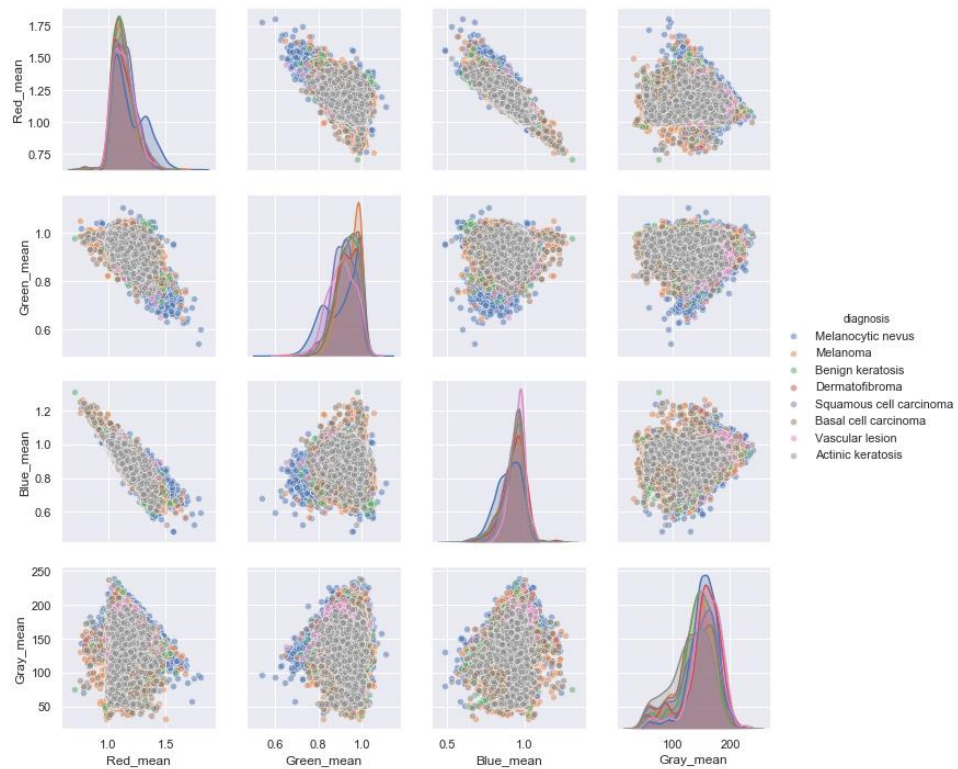 Red_mean
1.75
1.50
1.25
1.00
0.75
Green_mean
1.0
0.8
0.6
Blue_mean
1.2
1.0
0.8
0.6
Gray_mean
250
200
150
100
50
1.0 1.5
Red_mean
0.6 0.8 1.0
Green_mean
0.5 1.0
Blue_mean
100 200
Gray_mean
diagnosis
Melanocytic nevus
Melanoma
Benign keratosis
Dermatofibroma
Squamous cell carcinoma
Basal cell carcinoma
Vascular lesion
Actinic keratosis